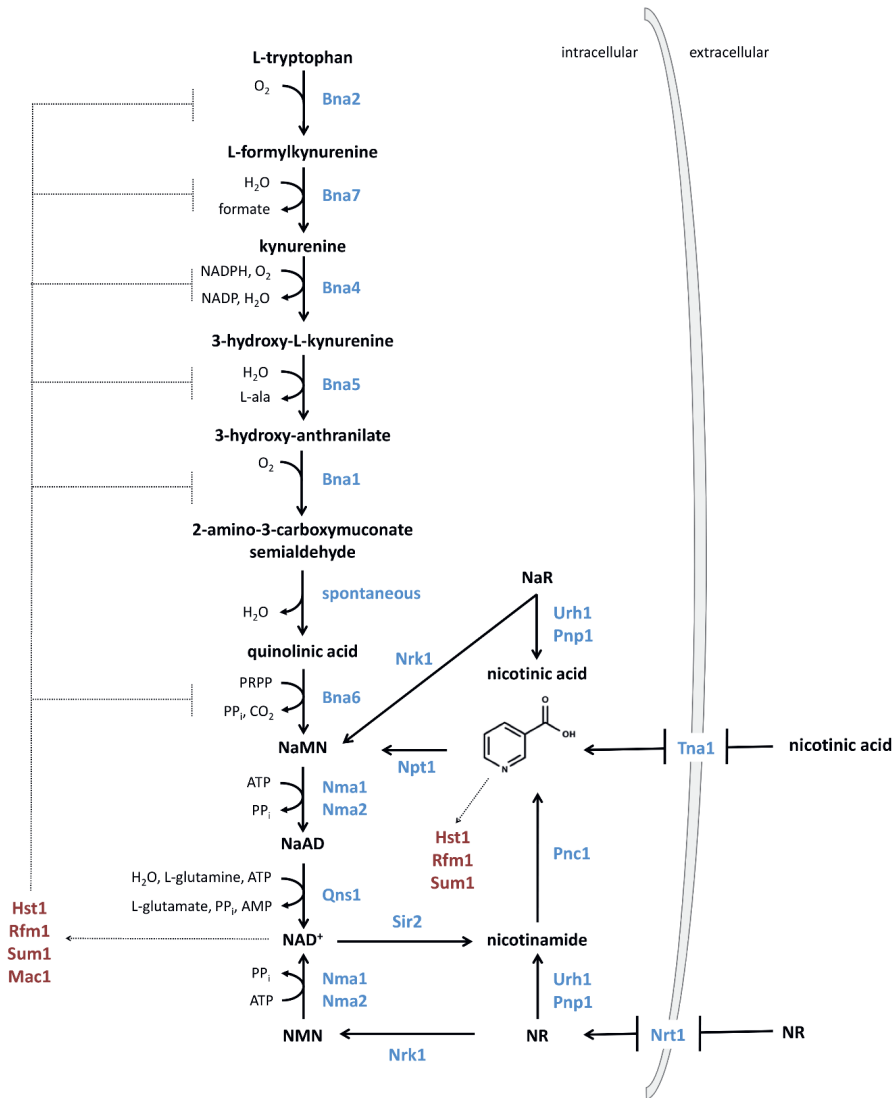 L-tryptophan
intracellular
extracellular
O2
Bna2
L-formylkynurenine
H2O
Bna7
formate
kynurenine
NADPH, O2
Bna4
NADP, H2O
3-hydroxy-L-kynurenine
H2O
Bna5
L-ala
3-hydroxy-anthranilate
O2
Bna1
2-amino-3-carboxymuconate
semialdehyde
spontaneous
H2O
NaR
Urh1
Pnp1
quinolinic acid
Nrk1
nicotinic acid
PRPP
Bna6
PPi, CO2
O
OH
N
NaMN
Npt1
Tna1
nicotinic acid
ATP
Nma1
PPi
Nma2
NaAD
Hst1
Rfm1
Sum1
Pnc1
H2O, L-glutamine, ATP
Qns1
L-glutamate, PPi, AMP
Hst1
Rfm1
Sum1
Mac1
NAD+
Sir2
nicotinamide
PPi
Nma1
ATP
Nma2
Urh1
Pnp1
NMN
Nrk1
NR
Nrt1
NR